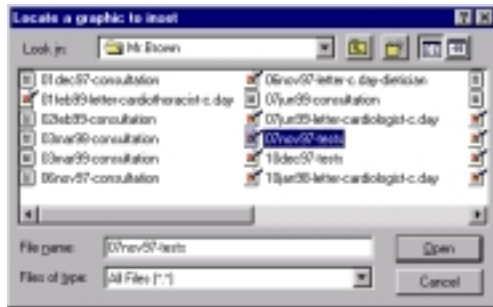 Locate a graphic to inset
Look in: Mr Brown
01dec97-consultation
01feb99-letter-cardiothoracist-c.day
02feb99-consultation
03mar98-consultation
03mar99-consultation
06nov97-consultation
06nov97-letter-c.day-dietician
07jun99-consultation
07jun99-letter-cardiologist-c.day
07nov97-tests
10dec97-tests
10jan98-letter-cardiologist-c.day
File name: 07nov97-tests
Open
Files of type: All Files (*.*)
Cancel